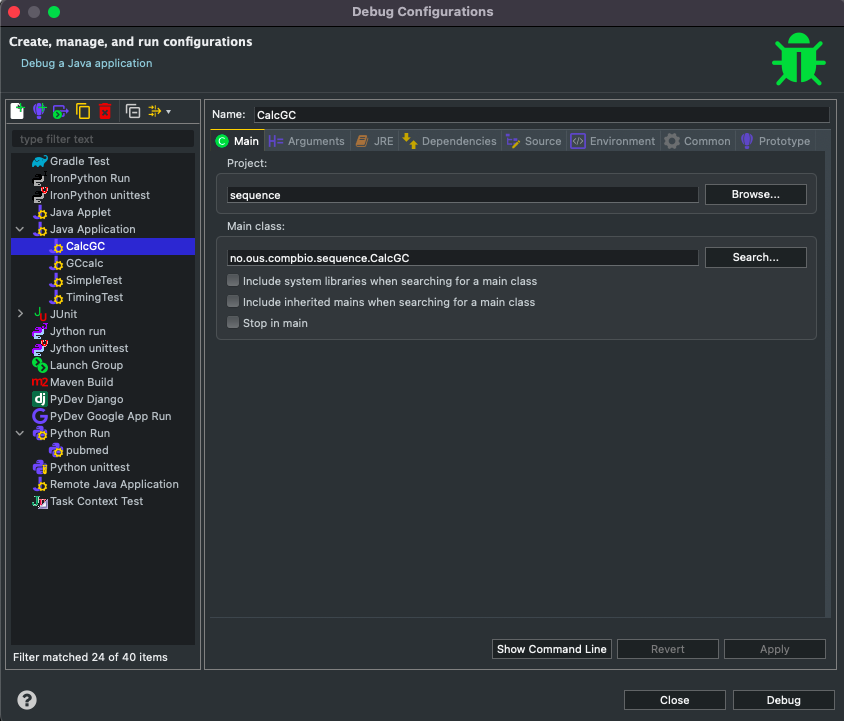 Debug Configurations
Create, manage, and run configurations
Debug a Java application
type filter text
Gradle Test
IronPython Run
IronPython unittest
Java Applet
Java Application
CalcGC
GCcalc
SimpleTest
TimingTest
JUnit
Jython run
Jython unittest
Launch Group
m2 Maven Build
dj PyDev Django
PyDev Google App Run
Python Run
pubmed
Python unittest
Remote Java Application
Task Context Test
Filter matched 24 of 40 items
Name: CalcGC
Main Arguments JRE Dependencies Source Environment Common Prototype
Project:
sequence Browse...
Main class:
no.ous.compbio.sequence.CalcGC Search...
Include system libraries when searching for a main class
Include inherited mains when searching for a main class
Stop in main
Show Command Line Revert Apply
? Close Debug